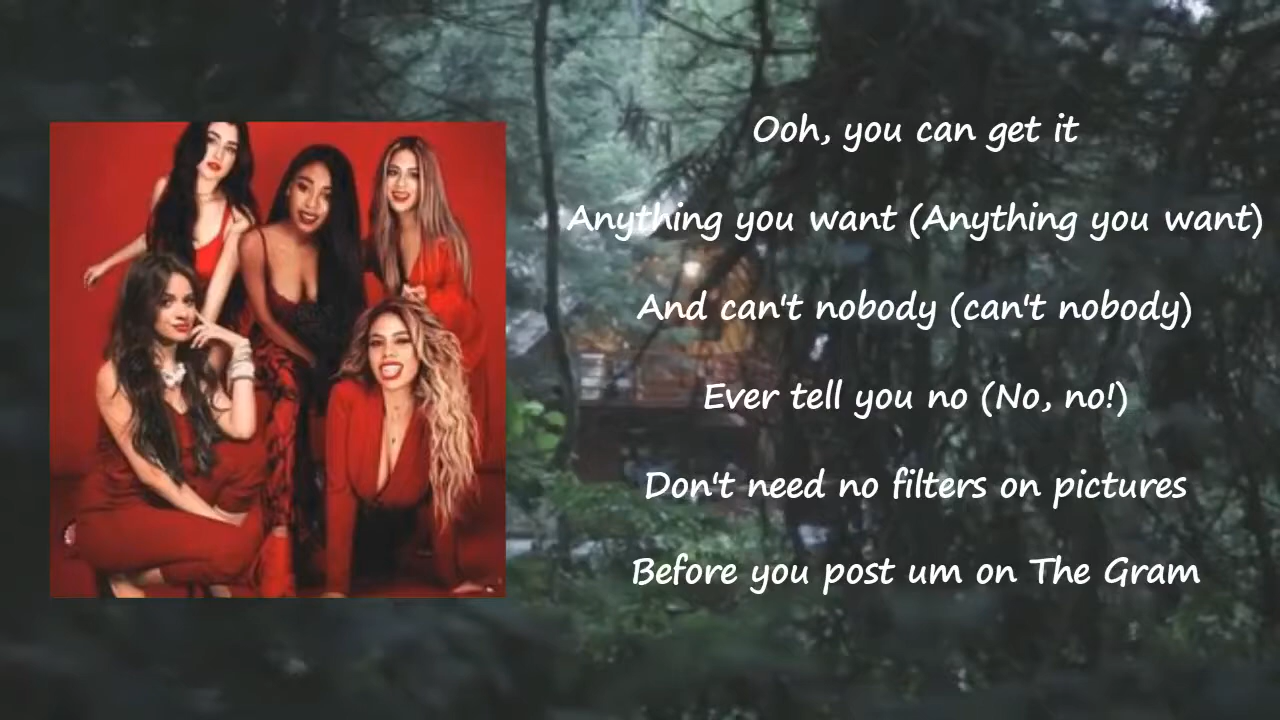 Ooh, you can get it
Anything you want (Anything you want)
And can't nobody (can't nobody)
Ever tell you no (No, no!)
Don't need no filters on pictures
Before you post um on The Gram